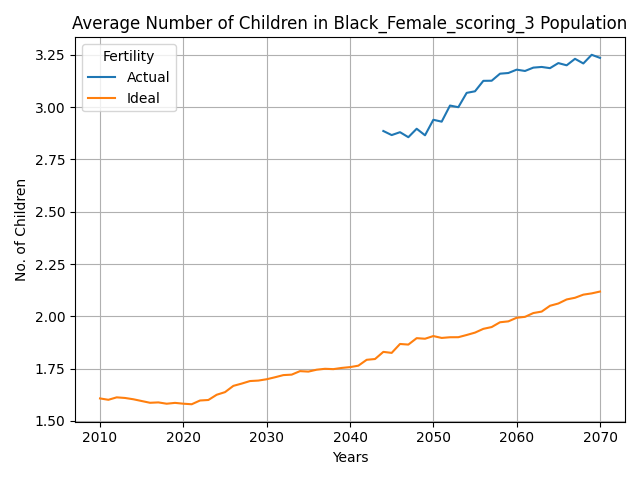 Average Number of Children in Black_Female_scoring_3 Population
Fertility
Actual
Ideal
3.25
3.00
2.75
2.50
2.25
2.00
1.75
1.50
No. of Children
2010 2020 2030 2040 2050 2060 2070
Years